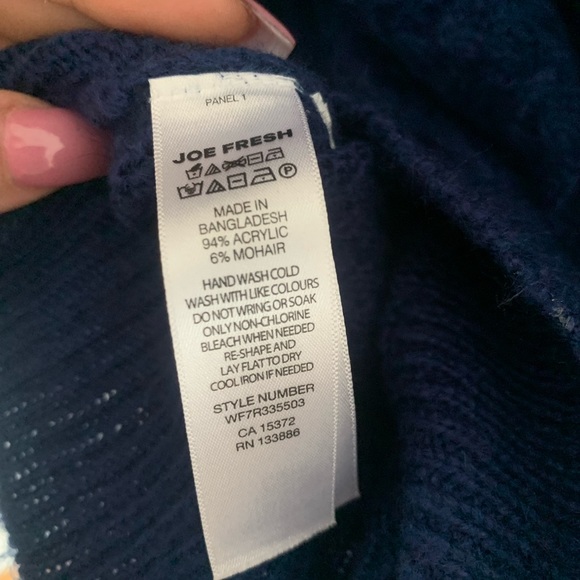 PANEL 1
JOE FRESH
P
MADE IN
BANGLADESH
94% ACRYLIC
6% MOHAIR
HAND WASH COLD
WASH WITH LIKE COLOURS
DO NOT WRING OR SOAK
ONLY NON-CHLORINE
BLEACH WHEN NEEDED
RE-SHAPE AND
LAY FLAT TO DRY
COOL IRON IF NEEDED
STYLE NUMBER
WF7R335503
CA 15372
RN 133886